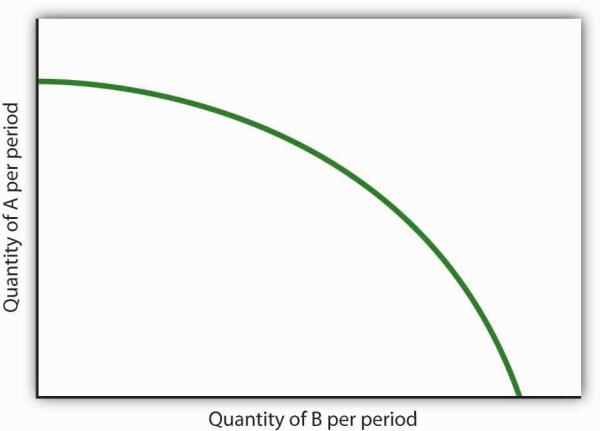 Quantity of A per period
Quantity of B per period